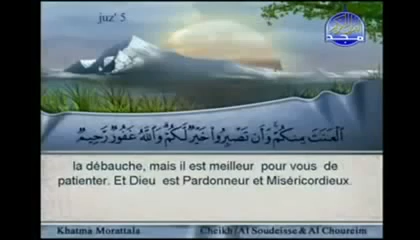 juz' 5
ٱلْعَنَتَ مِنكُمْ ۚ وَأَن تَصْبِرُوا۟ خَيْرٌ لَّكُمْ ۗ وَٱللَّهُ غَفُورٌ رَّحِيمٌ
la débauche, mais il est meilleur pour vous de
patienter. Et Dieu est Pardonneur et Miséricordieux.
Khatma Morattala
Cheikh/Al Soudeisse & Al Choureim